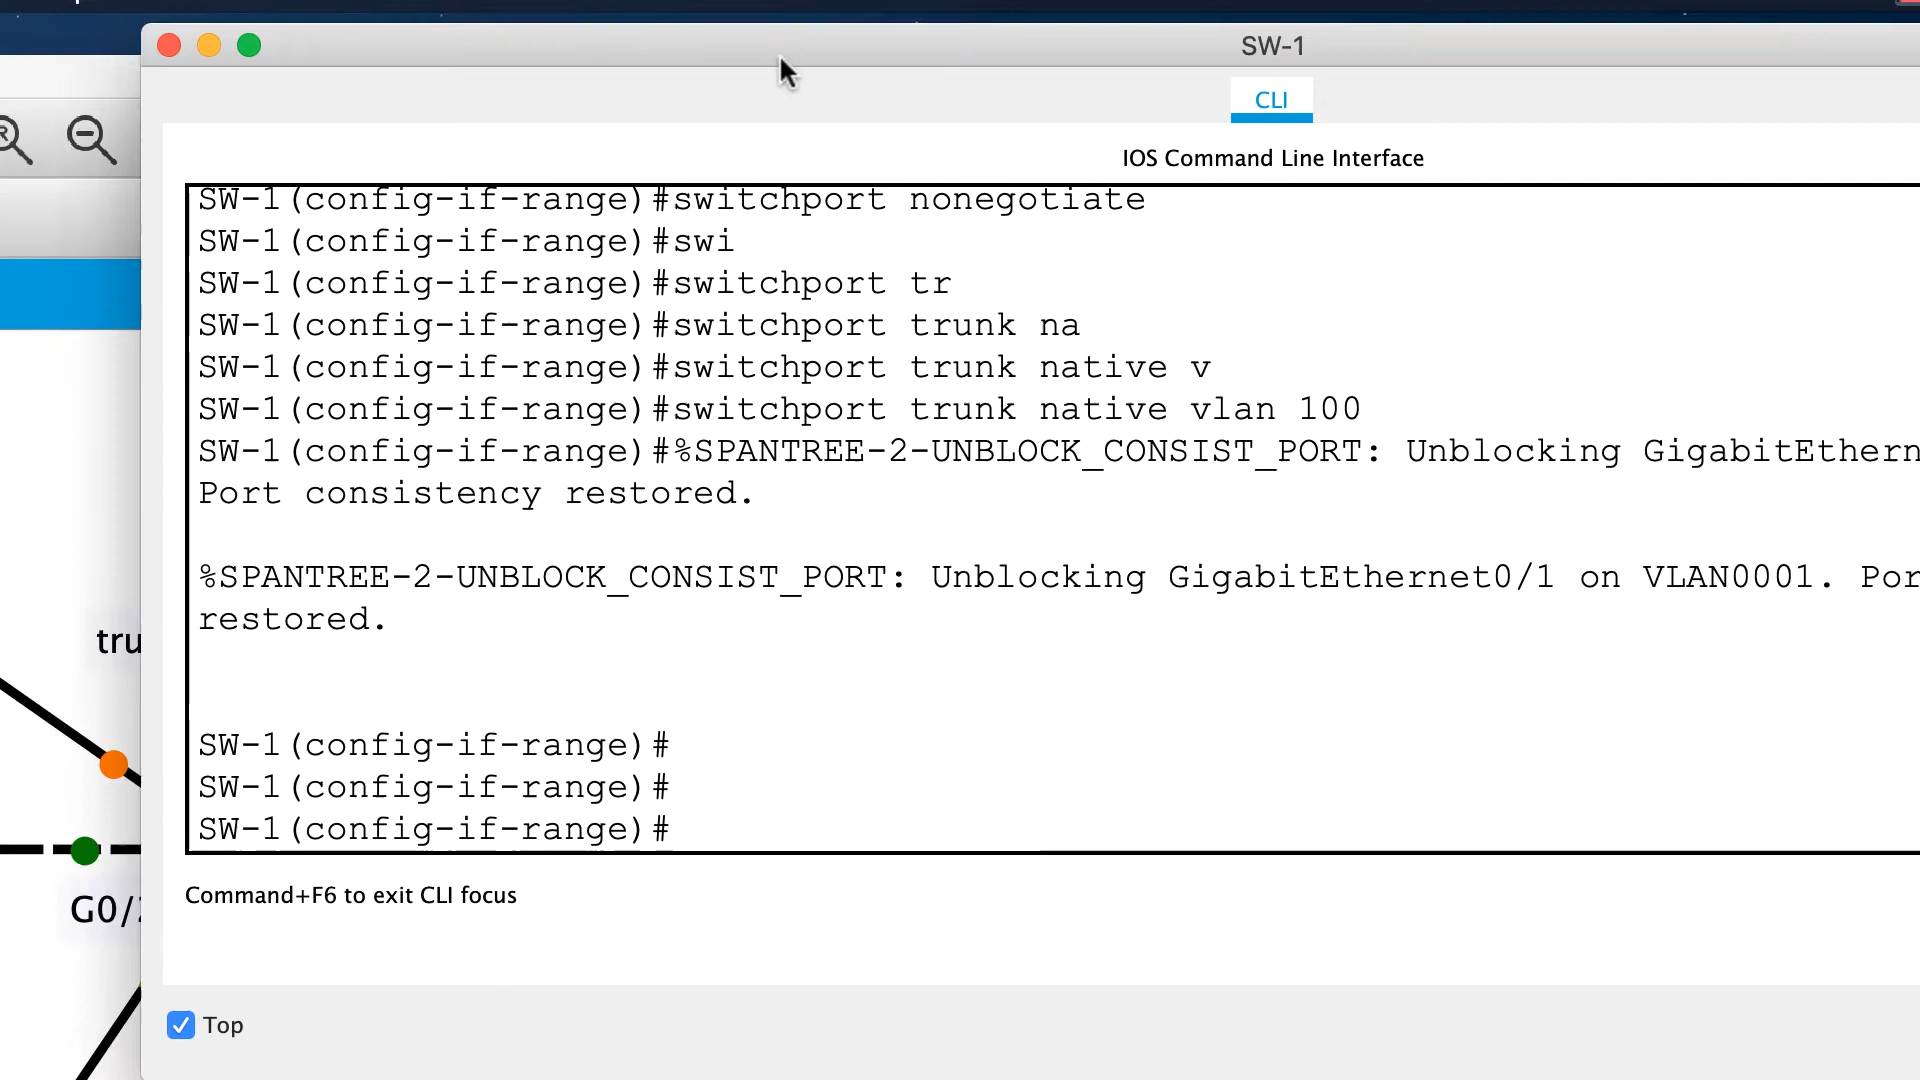 SW-1
CLI
IOS Command Line Interface
SW-1(config-if-range)#switchport nonegotiate
SW-1(config-if-range)#swi
SW-1(config-if-range)#switchport tr
SW-1(config-if-range)#switchport trunk na
SW-1(config-if-range)#switchport trunk native v
SW-1(config-if-range)#switchport trunk native vlan 100
SW-1(config-if-range)#%SPANTREE-2-UNBLOCK_CONSIST_PORT: Unblocking GigabitEthern
Port consistency restored.
%SPANTREE-2-UNBLOCK_CONSIST_PORT: Unblocking GigabitEthernet0/1 on VLAN0001. Por
restored.
tru
SW-1(config-if-range)#
SW-1(config-if-range)#
SW-1(config-if-range)#
G0/
Command+F6 to exit CLI focus
Top